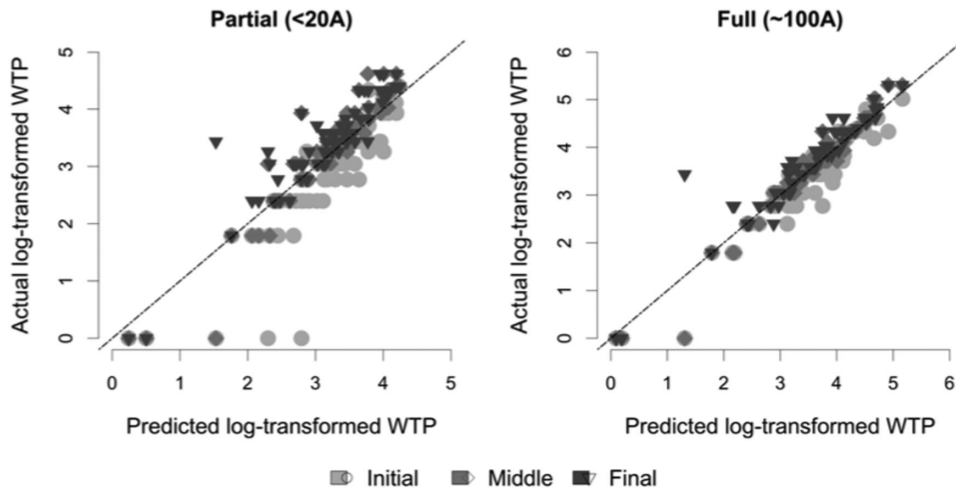 Partial (<20A)
Actual log-transformed WTP
5
4
3
2
1
0
0 1 2 3 4 5
Predicted log-transformed WTP
Full (~100A)
Actual log-transformed WTP
6
5
4
3
2
1
0
0 1 2 3 4 5 6
Predicted log-transformed WTP
Initial Middle Final